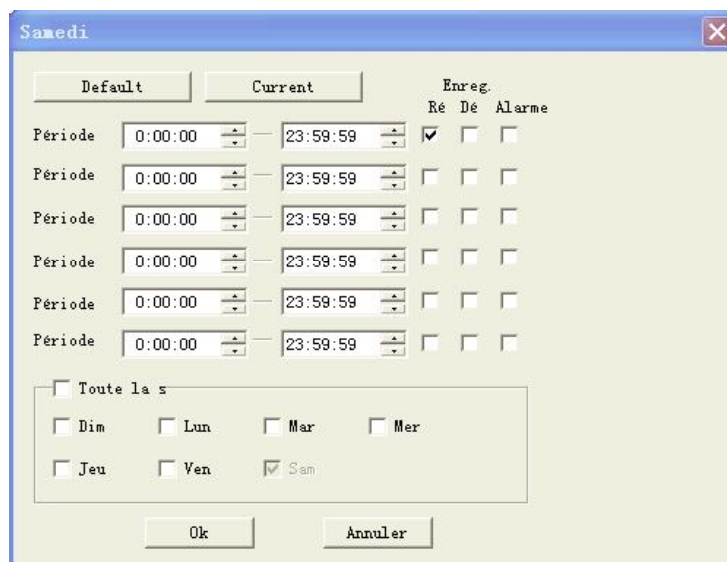 Samedi
Default Current Enreg.
Ré Dé Alarme
Période 0:00:00 23:59:59
Période 0:00:00 23:59:59
Période 0:00:00 23:59:59
Période 0:00:00 23:59:59
Période 0:00:00 23:59:59
Période 0:00:00 23:59:59
Toute la s
Dim Lun Mar Mer
Jeu Ven Sam
Ok Annuler